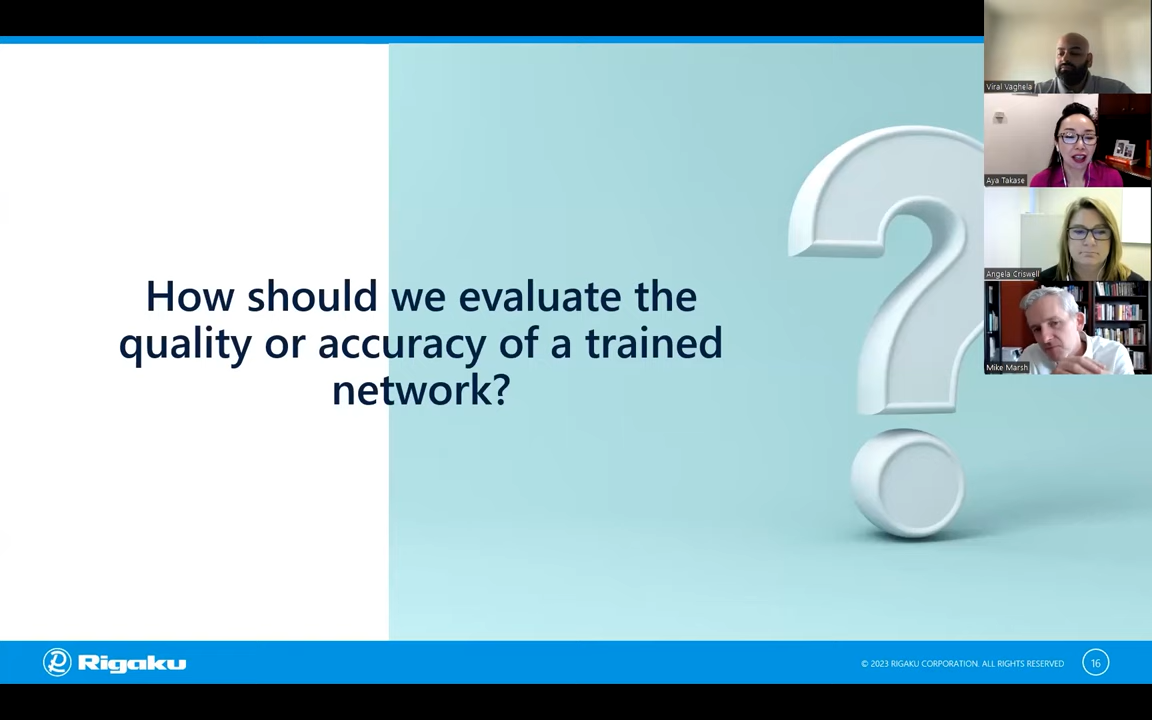 Viral Vaghela
Aya Takase
Angela Criswell
Mike Marsh
How should we evaluate the
quality or accuracy of a trained
network?
Rigaku
© 2023 RIGAKU CORPORATION. ALL RIGHTS RESERVED
16